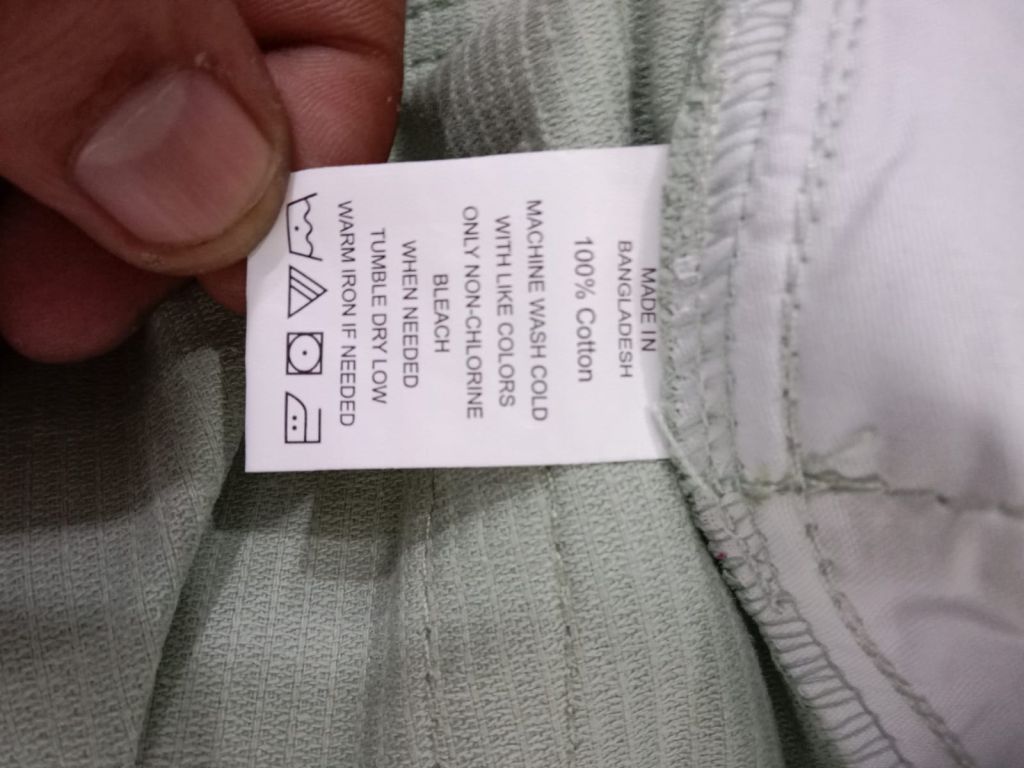 MADE IN
BANGLADESH
100% Cotton
MACHINE WASH COLD
WITH LIKE COLORS
ONLY NON-CHLORINE
BLEACH
WHEN NEEDED
TUMBLE DRY LOW
WARM IRON IF NEEDED